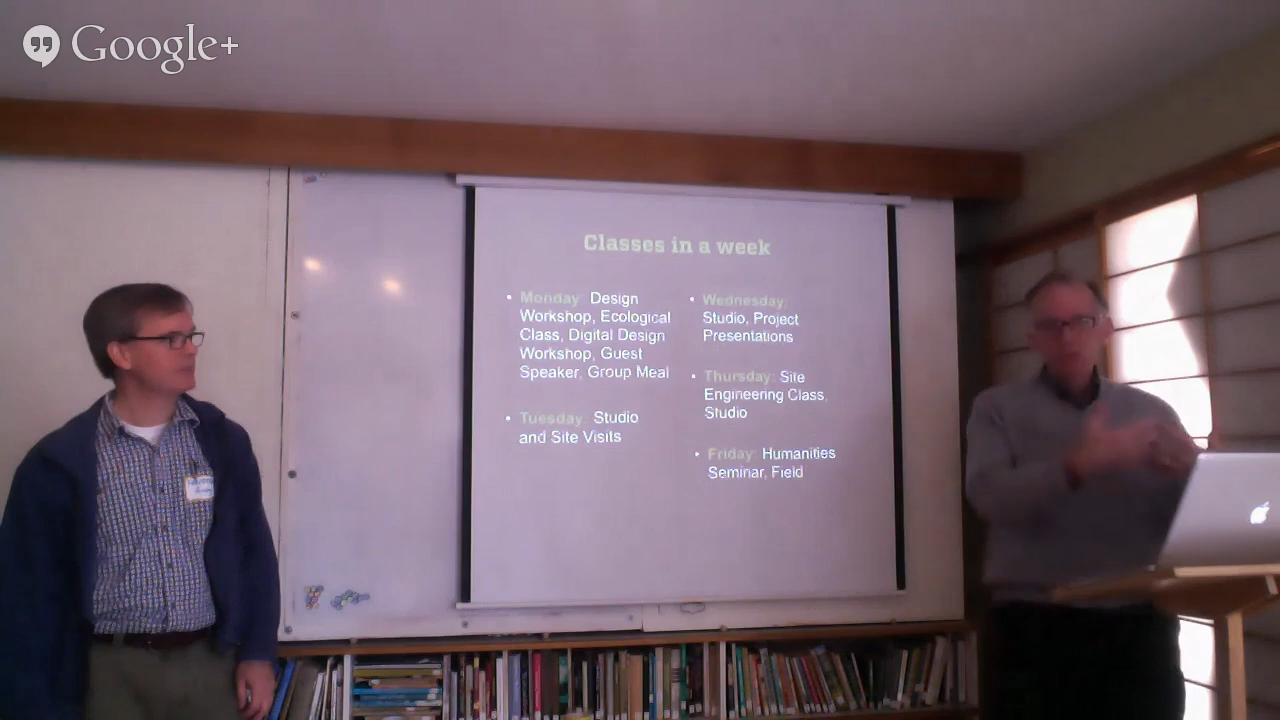 Google+
Classes in a week
• Monday: Design
Workshop, Ecological
Class, Digital Design
Workshop, Guest
Speaker, Group Meal
• Tuesday: Studio
and Site Visits
• Wednesday:
Studio, Project
Presentations
• Thursday: Site
Engineering Class,
Studio
• Friday: Humanities
Seminar, Field